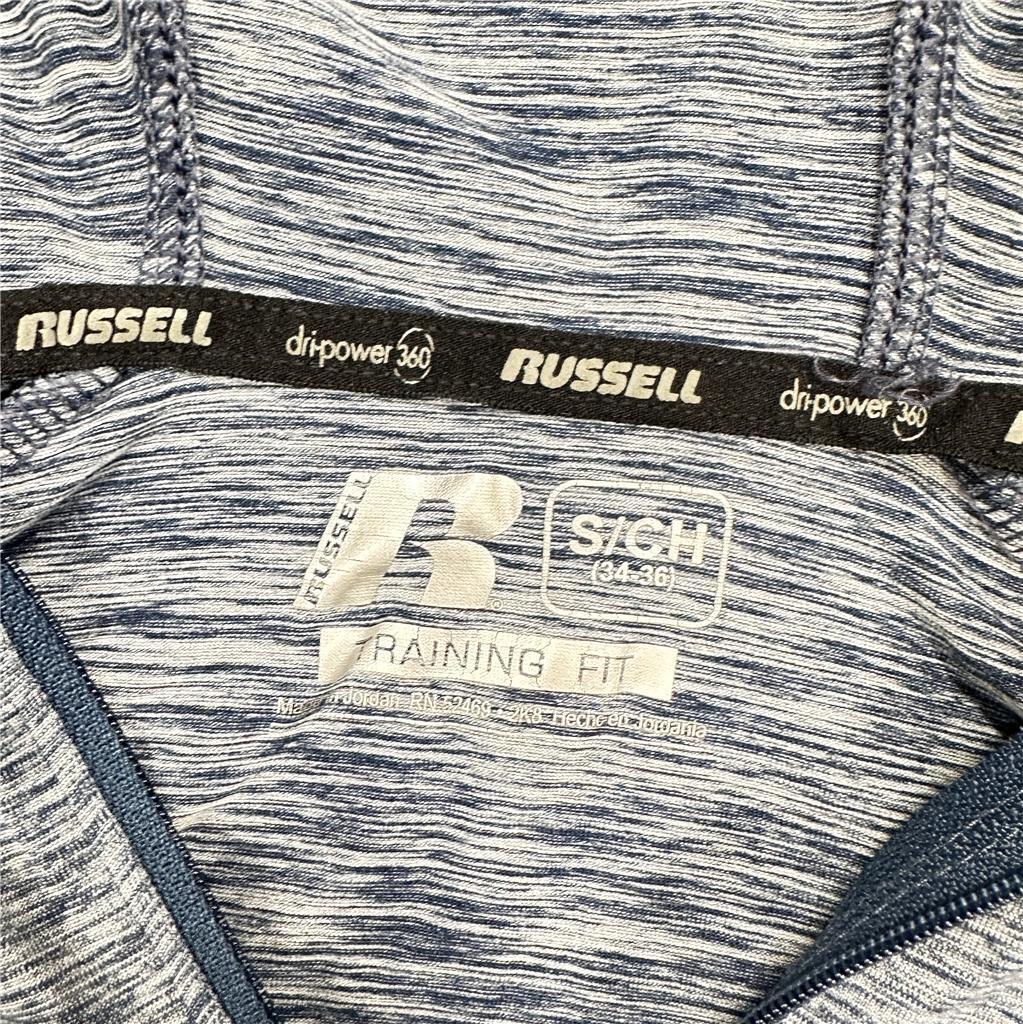 RUSSELL dri-power 360 RUSSELL dri-power 360
RUSSELL
R
®
S/CH
(34-36)
TRAINING FIT
Made in Jordan RN 52469 • 2K8 Hecho en Jordania